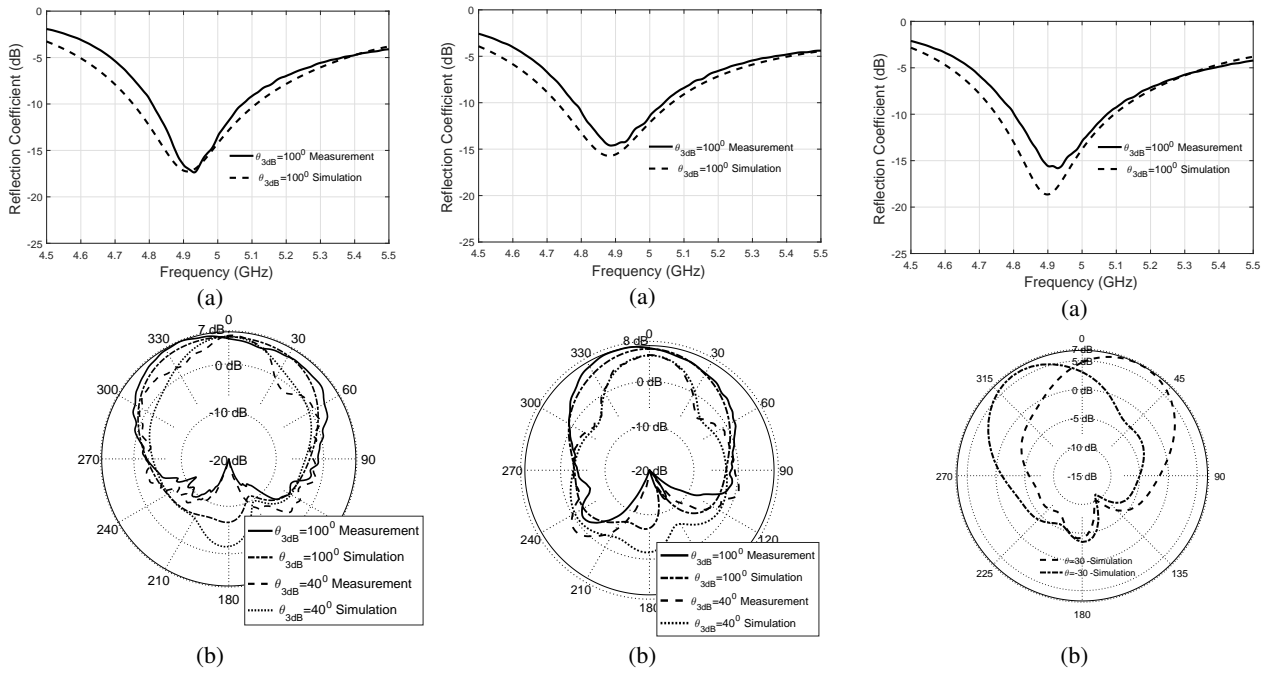 0
-5
-10
-15
-20
-25
Reflection Coefficient (dB)
θ3dB=100⁰ Measurement
θ3dB=100⁰ Simulation
4.5 4.6 4.7 4.8 4.9 5 5.1 5.2 5.3 5.4 5.5
Frequency (GHz)
(a)
0
-5
-10
-15
-20
-25
Reflection Coefficient (dB)
θ3dB=100⁰ Measurement
θ3dB=100⁰ Simulation
4.5 4.6 4.7 4.8 4.9 5 5.1 5.2 5.3 5.4 5.5
Frequency (GHz)
(a)
0
-5
-10
-15
-20
-25
Reflection Coefficient (dB)
θ3dB=100⁰ Measurement
θ3dB=100⁰ Simulation
4.5 4.6 4.7 4.8 4.9 5 5.1 5.2 5.3 5.4 5.5
Frequency (GHz)
(a)
0
7 dB
330 30
0 dB
300 60
-10 dB
270 -20 dB 90
240
210
180
θ3dB=100⁰ Measurement
θ3dB=100⁰ Simulation
θ3dB=40⁰ Measurement
θ3dB=40⁰ Simulation
(b)
0
8 dB
330 30
0 dB
300 60
-10 dB
270 -20 dB 90
240 120
210
180
θ3dB=100⁰ Measurement
θ3dB=100⁰ Simulation
θ3dB=40⁰ Measurement
θ3dB=40⁰ Simulation
(b)
0
7 dB
5 dB
315 45
0 dB
-5 dB
-10 dB
270 -15 dB 90
θ=30 -Simulation
θ=-30 -Simulation
225 135
180
(b)